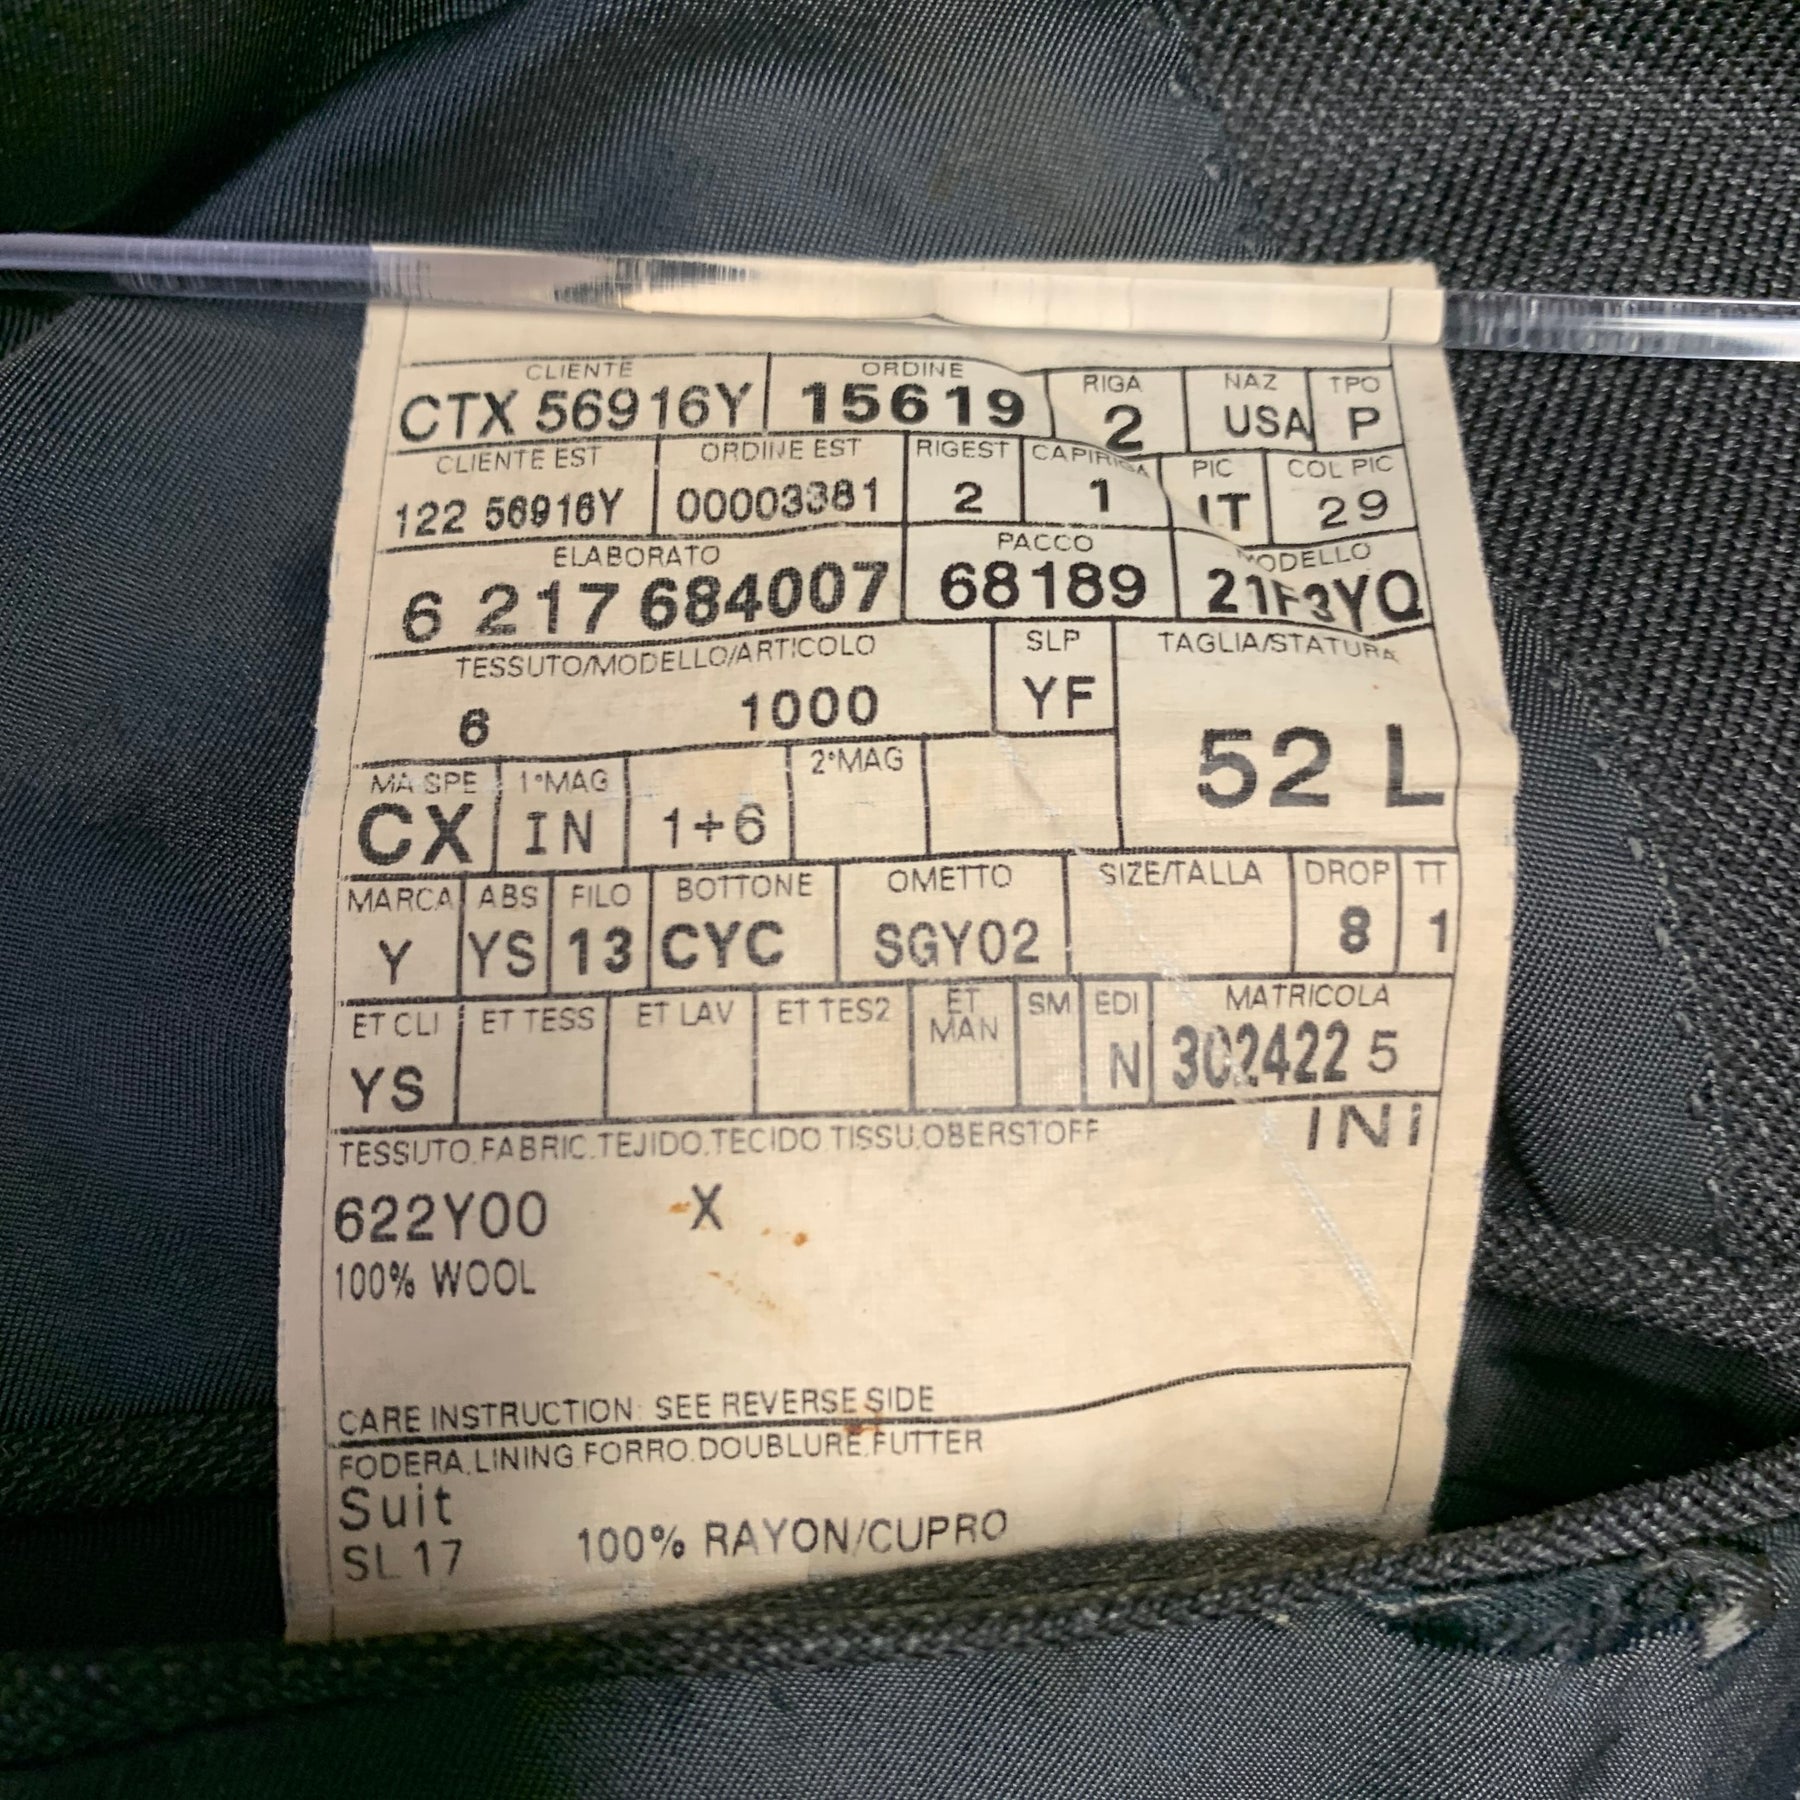 CLIENTE ORDINE RIGA NAZ TPO
CTX 56916Y 15619 2 USA P
CLIENTE EST ORDINE EST RIGEST CAPIRIGA PIC COL PIC
122 56916Y 00003381 2 1 IT 29
ELABORATO PACCO MODELLO
6 217 684007 68189 21F3YQ
TESSUTO/MODELLO/ARTICOLO SLP TAGLIA/STATURA
6 1000 YF 52 L
MA SPE 1°MAG 2°MAG
CX IN 1+6
MARCA ABS FILO BOTTONE OMETTO SIZE/TALLA DROP TT
Y YS 13 CYC SGY02 8 1
ET CLI ET TESS ET LAV ET TES2 ET MAN SM EDI MATRICOLA
YS N 302422 5
TESSUTO.FABRIC.TEJIDO.TECIDO.TISSU.OBERSTOFF
622Y00 X
100% WOOL
CARE INSTRUCTION: SEE REVERSE SIDE
FODERA.LINING.FORRO.DOUBLURE.FUTTER
Suit
SL 17 100% RAYON/CUPRO